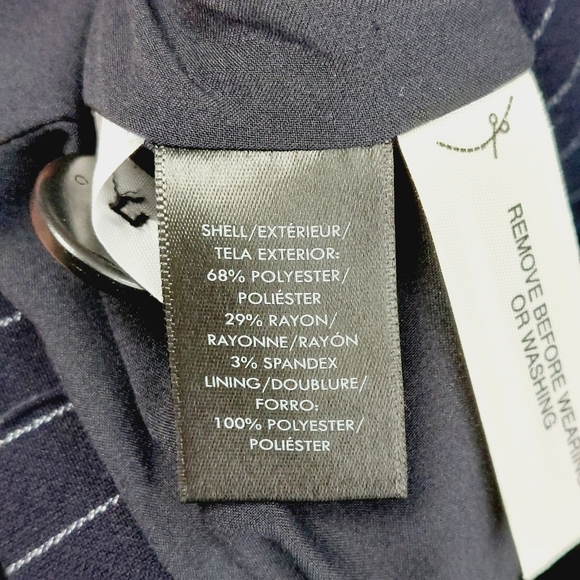 SHELL/EXTÉRIEUR/
TELA EXTERIOR:
68% POLYESTER/
POLIÉSTER
29% RAYON/
RAYONNE/RAYÓN
3% SPANDEX
LINING/DOUBLURE/
FORRO:
100% POLYESTER/
POLIÉSTER
REMOVE BEFORE WEARING
OR WASHING